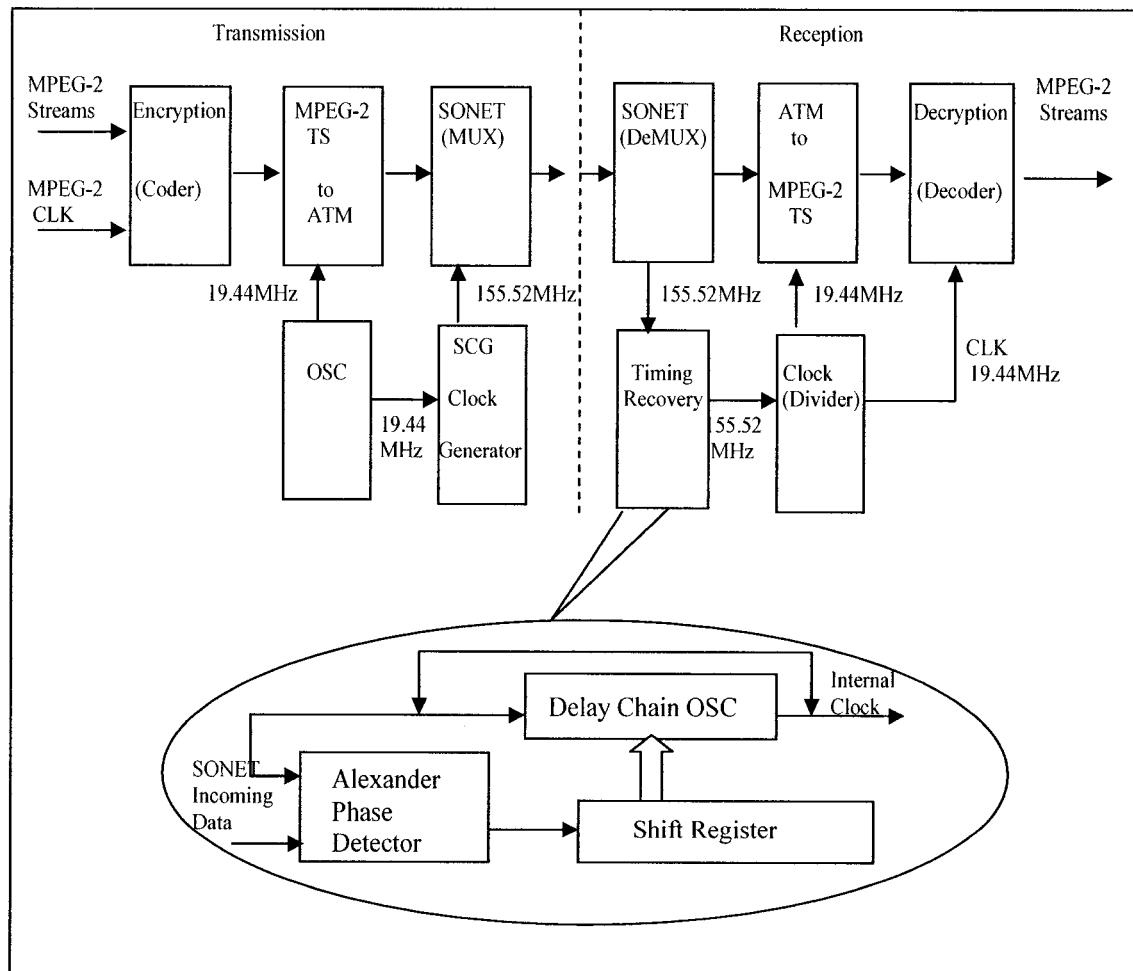 Transmission
Reception
MPEG-2
Streams
MPEG-2
CLK
Encryption
(Coder)
MPEG-2
TS
to
ATM
SONET
(MUX)
SONET
(DeMUX)
ATM
to
MPEG-2
TS
Decryption
(Decoder)
MPEG-2
Streams
19.44MHz
155.52MHz
155.52MHz
19.44MHz
OSC
19.44
MHz
SCG
Clock
Generator
Timing
Recovery
55.52
MHz
Clock
(Divider)
CLK
19.44MHz
Delay Chain OSC
Internal
Clock
SONET
Incoming
Data
Alexander
Phase
Detector
Shift Register